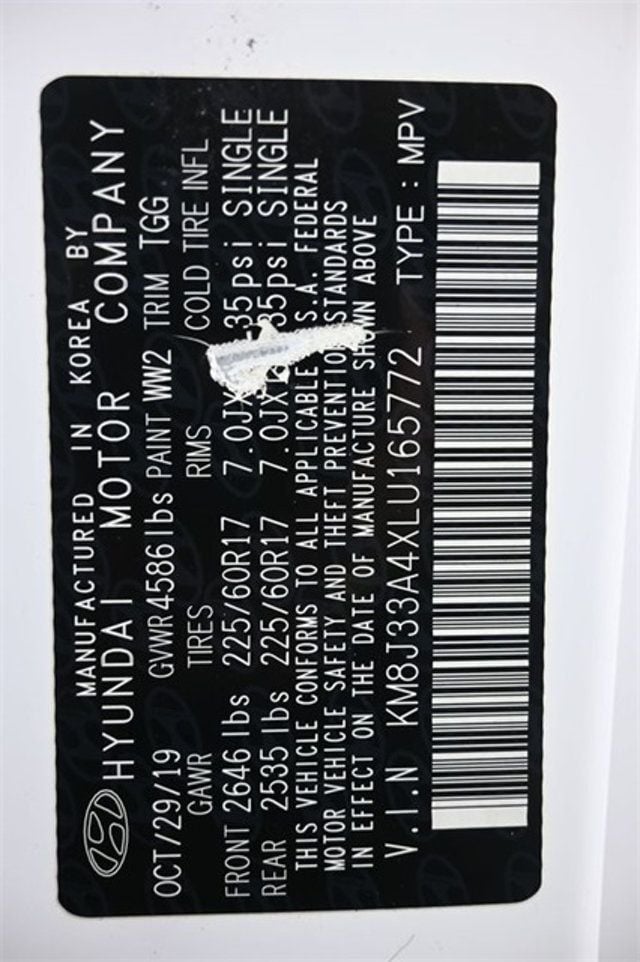 MANUFACTURED IN KOREA BY
HYUNDAI MOTOR COMPANY
OCT/29/19 GVWR 4586 lbs PAINT WW2 TRIM TGG
GAWR TIRES RIMS COLD TIRE INFL
FRONT 2646 lbs 225/60R17 7.0JX 35psi SINGLE
REAR 2535 lbs 225/60R17 7.0JX 35psi SINGLE
THIS VEHICLE CONFORMS TO ALL APPLICABLE S.A. FEDERAL
MOTOR VEHICLE SAFETY AND THEFT PREVENTION STANDARDS
IN EFFECT ON THE DATE OF MANUFACTURE SHOWN ABOVE
V.I.N KM8J33A4XLU165772 TYPE : MPV